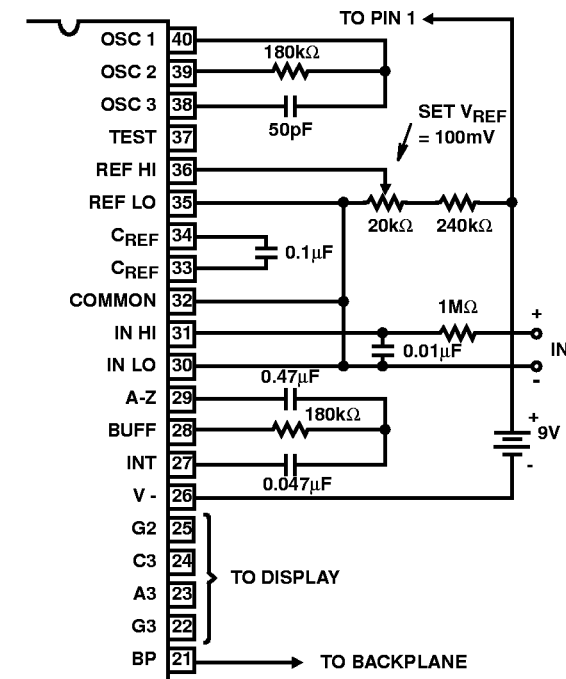 TO PIN 1
OSC 1 40
180kΩ
OSC 2 39
OSC 3 38
50pF
SET VREF
= 100mV
TEST 37
REF HI 36
REF LO 35
20kΩ 240kΩ
CREF 34
0.1µF
CREF 33
COMMON 32
1MΩ
+
IN HI 31
0.01µF
IN
IN LO 30
-
0.47µF
A-Z 29
180kΩ
BUFF 28
+
9V
INT 27
-
0.047µF
V - 26
G2 25
C3 24
TO DISPLAY
A3 23
G3 22
BP 21
TO BACKPLANE